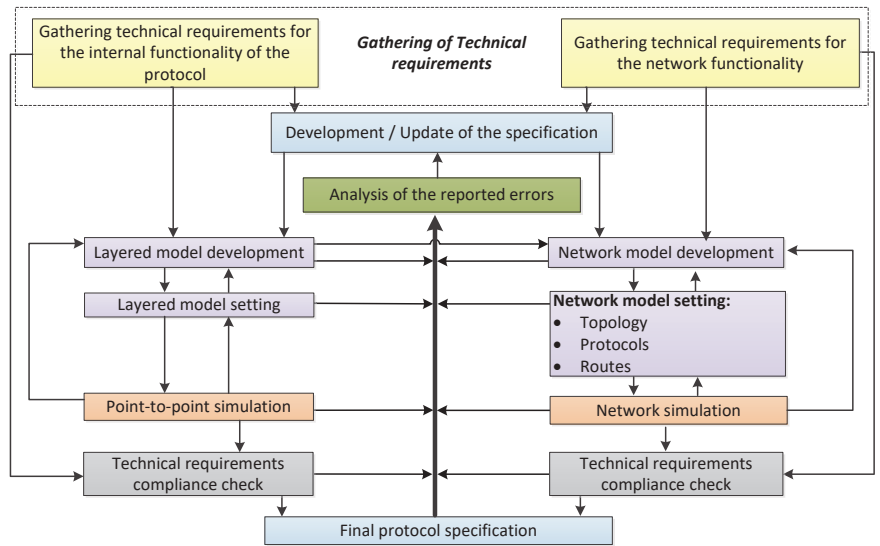 Gathering technical requirements for
the internal functionality of the
protocol
Gathering of Technical
requirements
Gathering technical requirements for
the network functionality
Development / Update of the specification
Analysis of the reported errors
Layered model development
Network model development
Layered model setting
Network model setting:
● Topology
● Protocols
● Routes
Point-to-point simulation
Network simulation
Technical requirements
compliance check
Technical requirements
compliance check
Final protocol specification